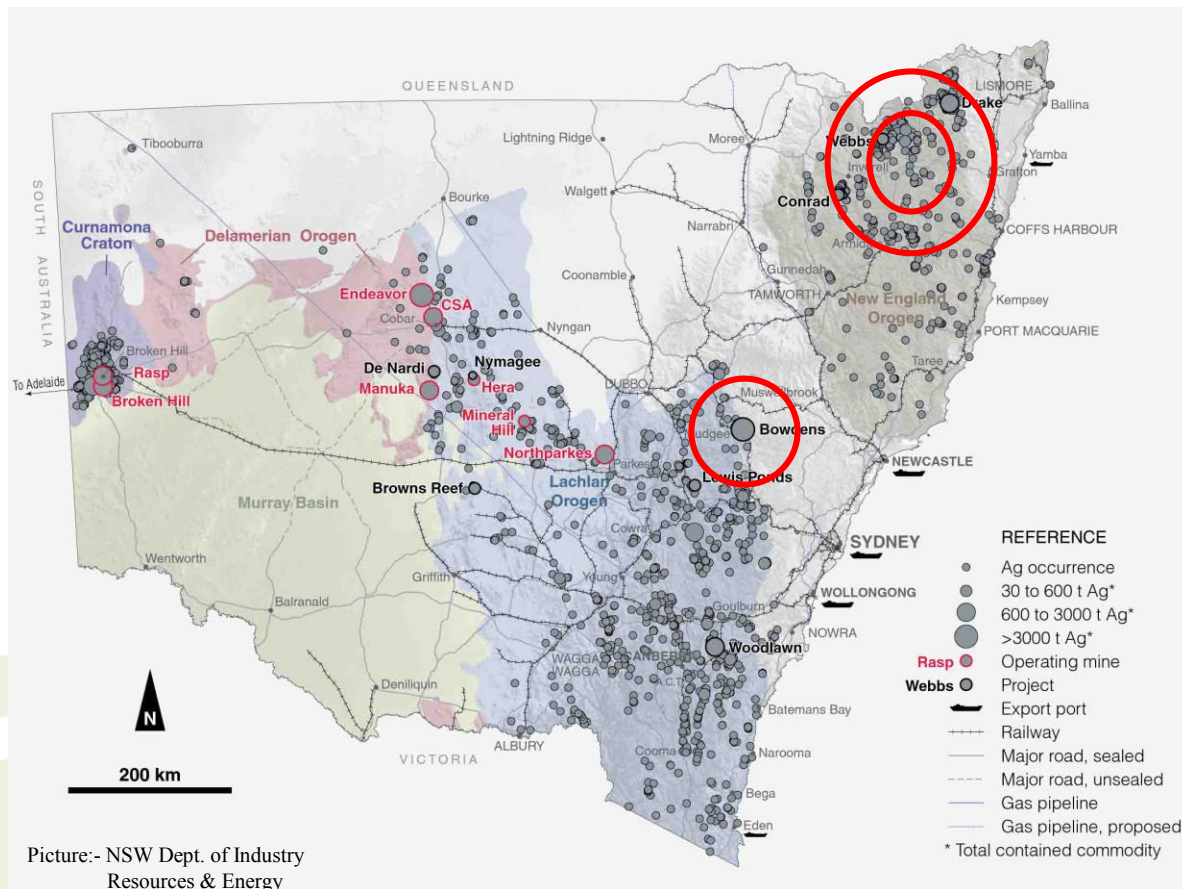 QUEENSLAND
LISMORE
Drake
Ballina
Tibooburra
Lightning Ridge
Moree
Webbs
Yamba
Inverell
Grafton
SOUTH AUSTRALIA
Walgett
Bourke
Conrad
Curnamona
Craton
Delamerian Orogen
Narrabri
COFFS HARBOUR
Armid
Coonamble
Gunnedah
Endeavor
CSA
TAMWORTH
New England
Orogen
Kempsey
Cobar
Nyngan
PORT MACQUARIE
Broken Hill
De Nardi
Nymagee
Taree
Rasp
To Adelaide
Manuka
Hera
DUBBO
Muswellbrook
Broken Hill
Mineral
Hill
udgee
Bowdens
Northparkes
Parkes
NEWCASTLE
Browns Reef
Lachlan
Orogen
Lewis Ponds
Murray Basin
Cowra
SYDNEY
Wentworth
Griffith
Young
Balranald
Goulburn
WOLLONGONG
NOWRA
WAGGA
WAGGA
CANBERRA
A.C.T.
Woodlawn
Deniliquin
Batemans Bay
ALBURY
VICTORIA
Cooma
Narooma
Bega
Eden
N
200 km
REFERENCE
Ag occurrence
30 to 600 t Ag*
600 to 3000 t Ag*
>3000 t Ag*
Rasp Operating mine
Webbs Project
Export port
Railway
Major road, sealed
Major road, unsealed
Gas pipeline
Gas pipeline, proposed
* Total contained commodity
Picture:- NSW Dept. of Industry
Resources & Energy